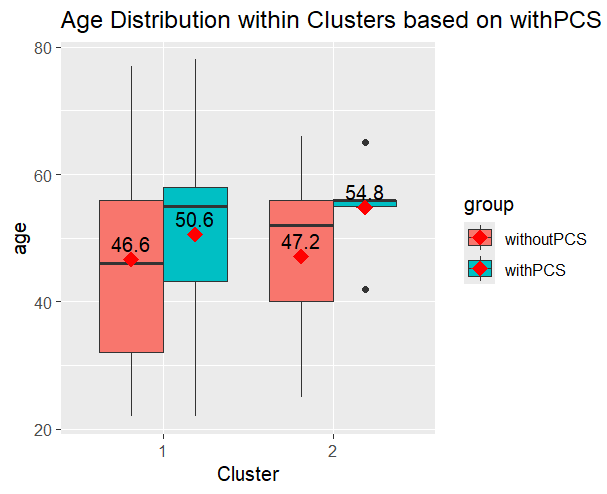 Age Distribution within Clusters based on withPCS
80
60
40
20
age
46.6
50.6
47.2
54.8
1
2
Cluster
group
withoutPCS
withPCS